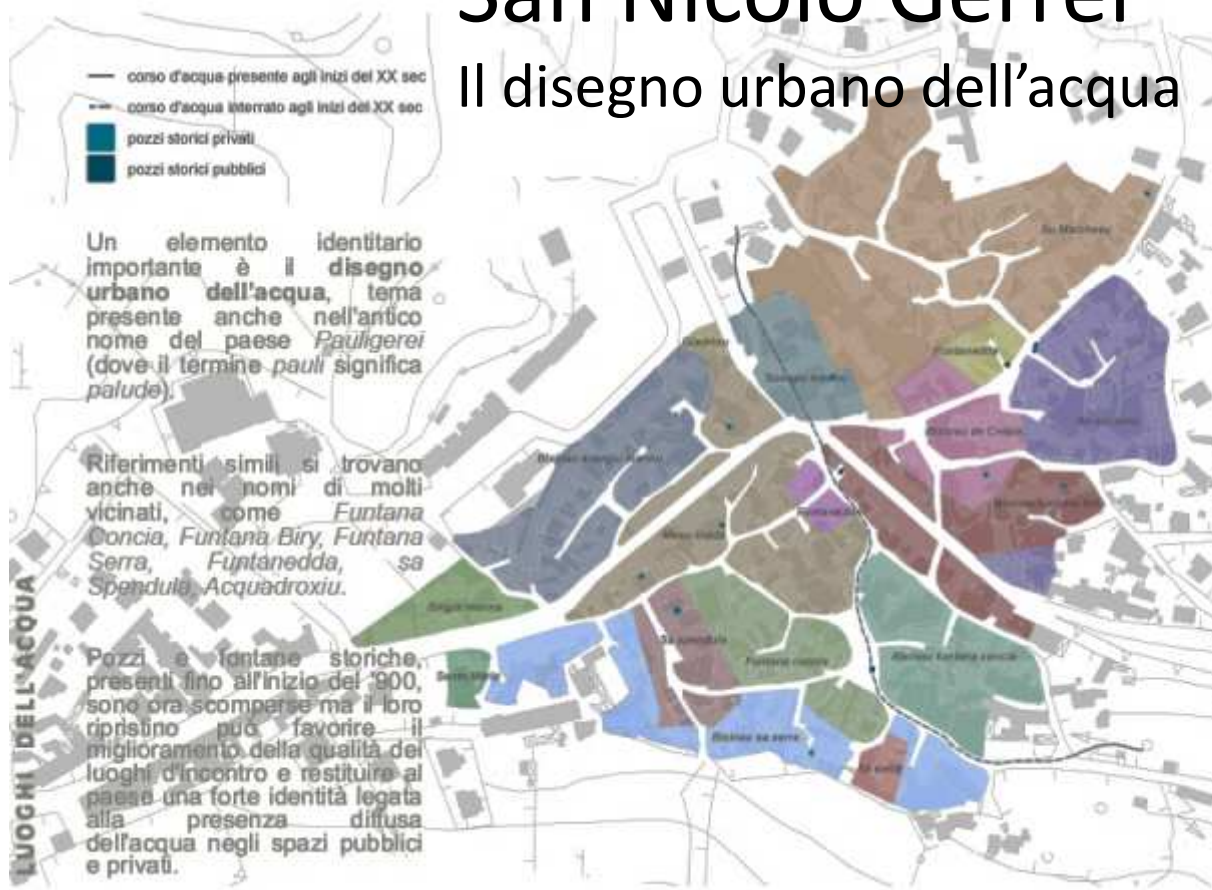 San Nicolò Gerrei
Il disegno urbano dell'acqua
corso d'acqua presente agli inizi del XX sec
corso d'acqua interrato agli inizi del XX sec
pozzi storici privati
pozzi storici pubblici
Un elemento identitario
importante è il disegno
urbano dell'acqua, tema
presente anche nell'antico
nome del paese Pauligerei
(dove il termine pauli significa
palude).
Riferimenti simili si trovano
anche nei nomi di molti
vicinati, come Funtana
Concia, Funtana Biry, Funtana
Serra, Funtanedda, sa
Spendula, Acquadroxiu.
Pozzi e fontane storiche,
presenti fino all'inizio del '900,
sono ora scomparse ma il loro
ripristino può favorire il
miglioramento della qualità dei
luoghi d'incontro e restituire al
paese una forte identità legata
alla presenza diffusa
dell'acqua negli spazi pubblici
e privati.
LUOGHI DELL'ACQUA
Funtanedda
Sa spendula
Bixinau sa serra